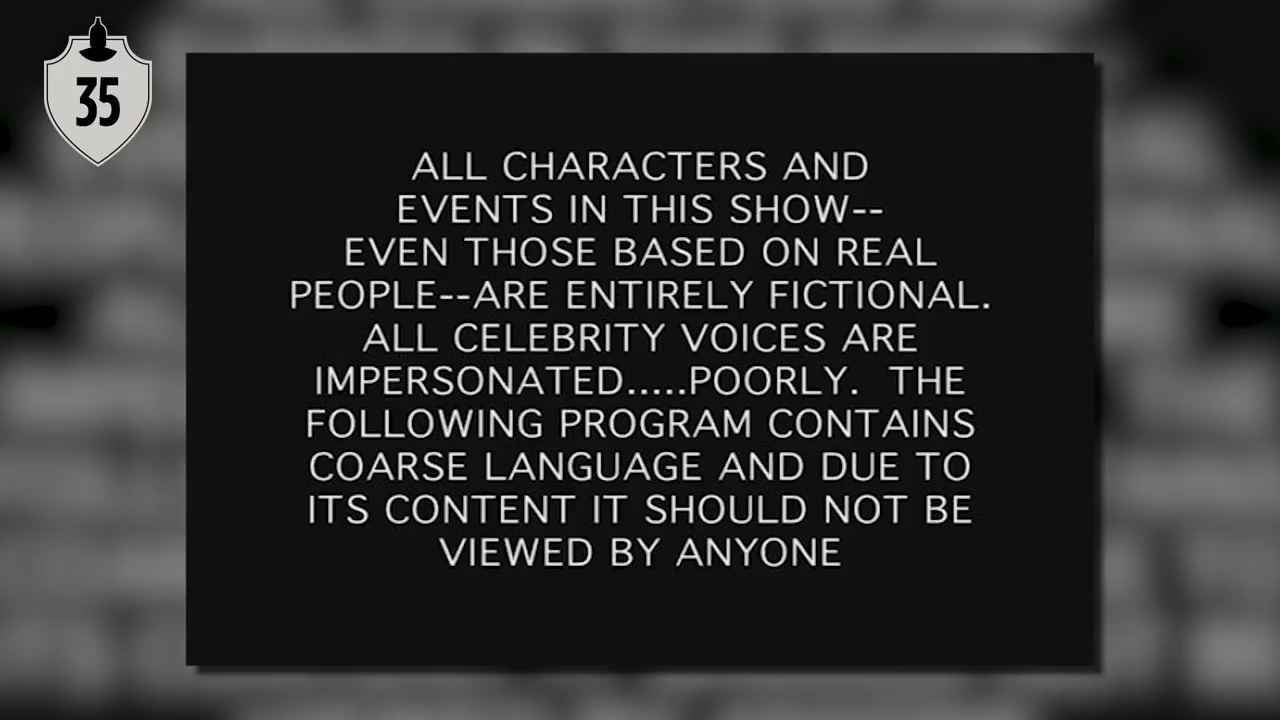 35
ALL CHARACTERS AND
EVENTS IN THIS SHOW--
EVEN THOSE BASED ON REAL
PEOPLE--ARE ENTIRELY FICTIONAL.
ALL CELEBRITY VOICES ARE
IMPERSONATED.....POORLY.  THE
FOLLOWING PROGRAM CONTAINS
COARSE LANGUAGE AND DUE TO
ITS CONTENT IT SHOULD NOT BE
VIEWED BY ANYONE